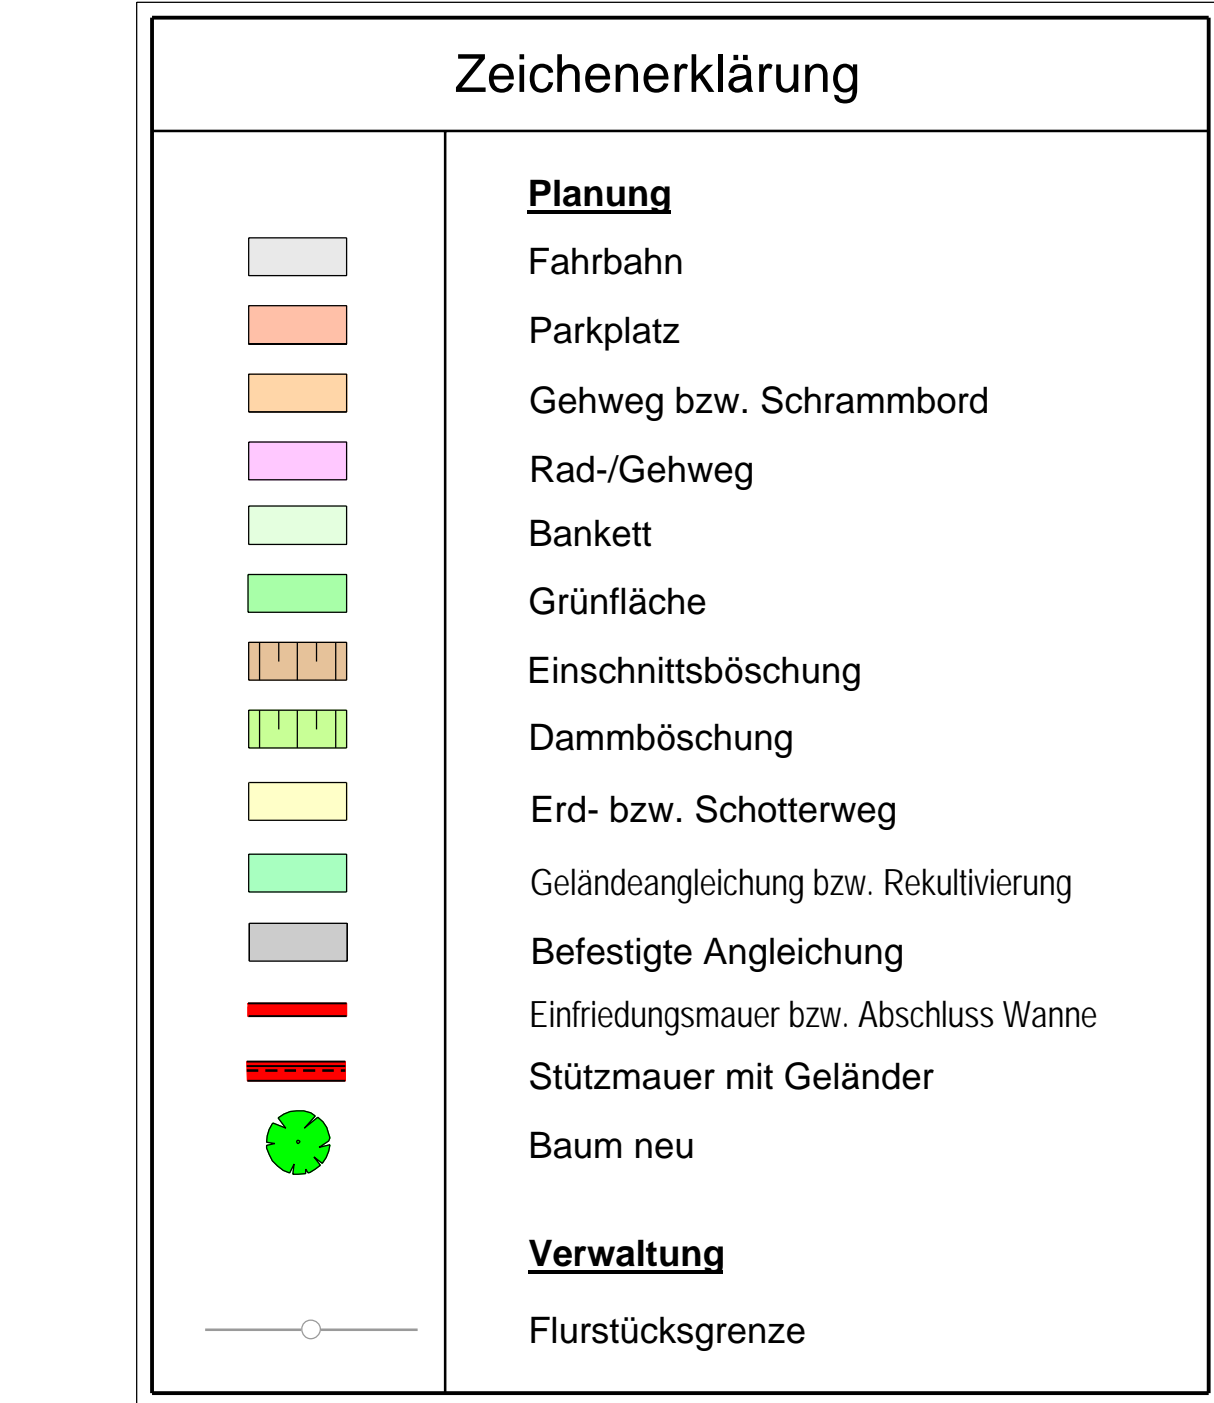 Zeichenerklärung
Planung
Fahrbahn
Parkplatz
Gehweg bzw. Schrammbord
Rad-/Gehweg
Bankett
Grünfläche
Einschnittsböschung
Dammböschung
Erd- bzw. Schotterweg
Geländeangleichung bzw. Rekultivierung
Befestigte Angleichung
Einfriedungsmauer bzw. Abschluss Wanne
Stützmauer mit Geländer
Baum neu
Verwaltung
Flurstücksgrenze